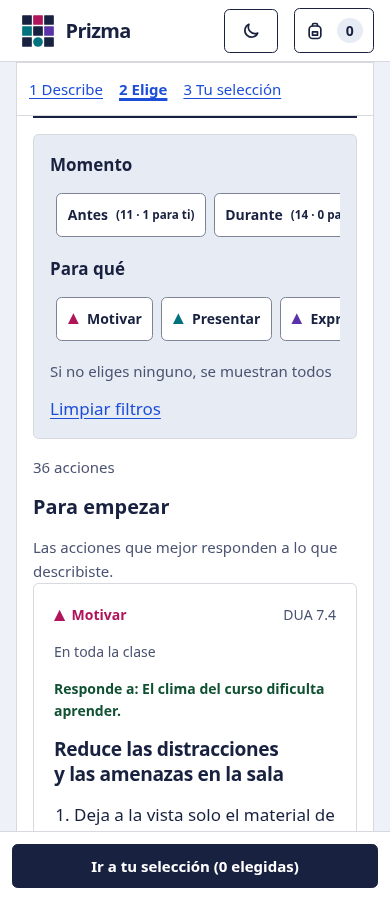 Prizma
0
1 Describe 2 Elige 3 Tu selección
Momento
Antes (11 · 1 para ti) Durante (14 · 0 pa
Para qué
Motivar Presentar Expr
Si no eliges ninguno, se muestran todos
Limpiar filtros
36 acciones
Para empezar
Las acciones que mejor responden a lo que
describiste.
Motivar DUA 7.4
En toda la clase
Responde a: El clima del curso dificulta
aprender.
Reduce las distracciones
y las amenazas en la sala
1. Deja a la vista solo el material de
Ir a tu selección (0 elegidas)